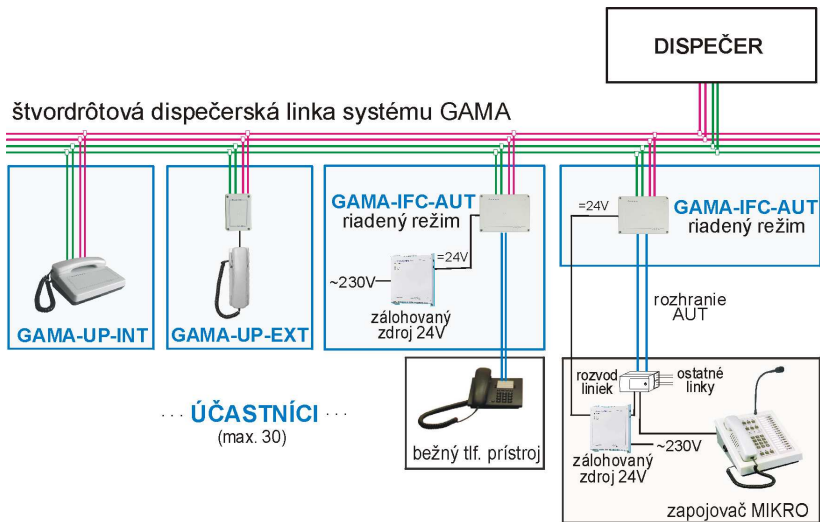 DISPEČER
štvordrôtová dispečerská linka systému GAMA
GAMA-UP-INT
GAMA-UP-EXT
GAMA-IFC-AUT
riadený režim
=24V
~230V
zálohovaný
zdroj 24V
bežný tlf. prístroj
GAMA-IFC-AUT
riadený režim
=24V
rozhranie
AUT
rozvod
liniek
ostatné
linky
~230V
zálohovaný
zdroj 24V
zapojovač MIKRO
· · · ÚČASTNÍCI · · ·
(max. 30)